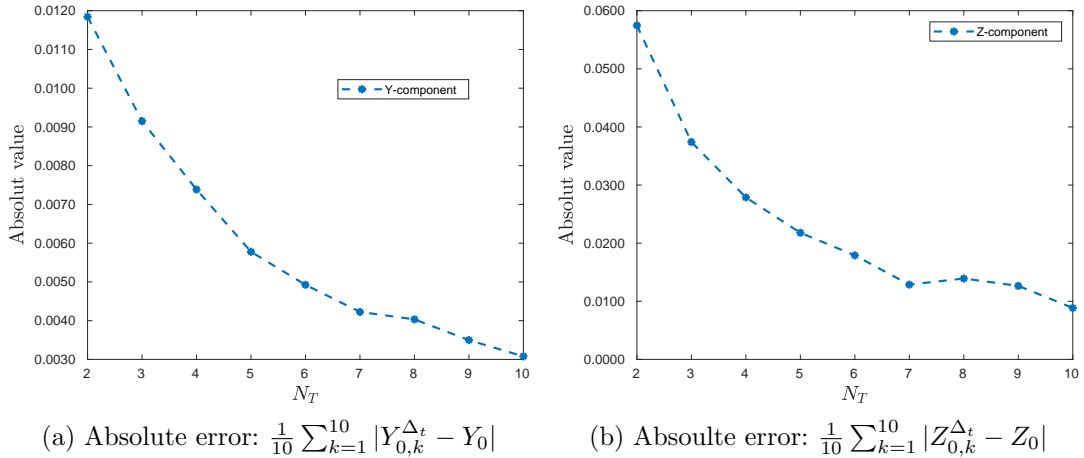 0.0120
0.0100
0.0090
0.0080
0.0070
0.0060
0.0050
0.0040
0.0030
Absolut value
Y-component
2 3 4 5 6 7 8 9 10
$N_T$
(a) Absolute error: $\frac{1}{10} \sum_{k=1}^{10} |Y_{0,k}^{\Delta_t} - Y_0|$
0.0600
0.0400
0.0300
0.0200
0.0100
0.0000
Absolut value
Z-component
2 3 4 5 6 7 8 9 10
$N_T$
(b) Absoulte error: $\frac{1}{10} \sum_{k=1}^{10} |Z_{0,k}^{\Delta_t} - Z_0|$